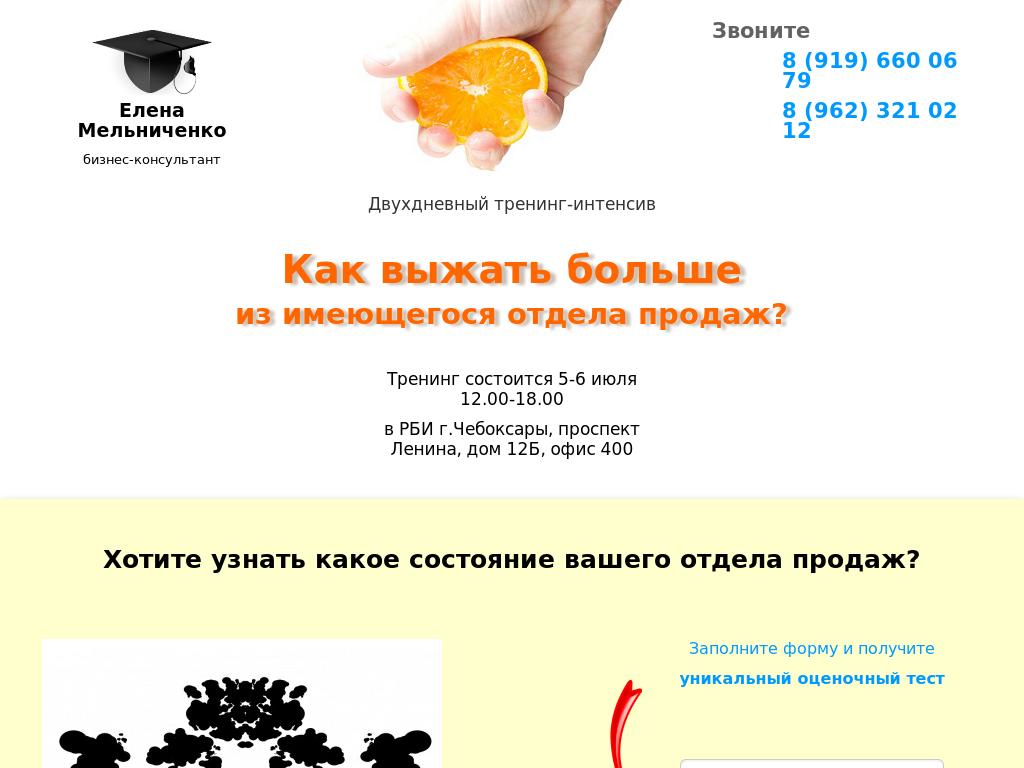 Елена
Мельниченко
бизнес-консультант
Звоните
8 (919) 660 06
79
8 (962) 321 02
12
Двухдневный тренинг-интенсив
Как выжать больше
из имеющегося отдела продаж?
Тренинг состоится 5-6 июля
12.00-18.00
в РБИ г.Чебоксары, проспект
Ленина, дом 12Б, офис 400
Хотите узнать какое состояние вашего отдела продаж?
Заполните форму и получите
уникальный оценочный тест